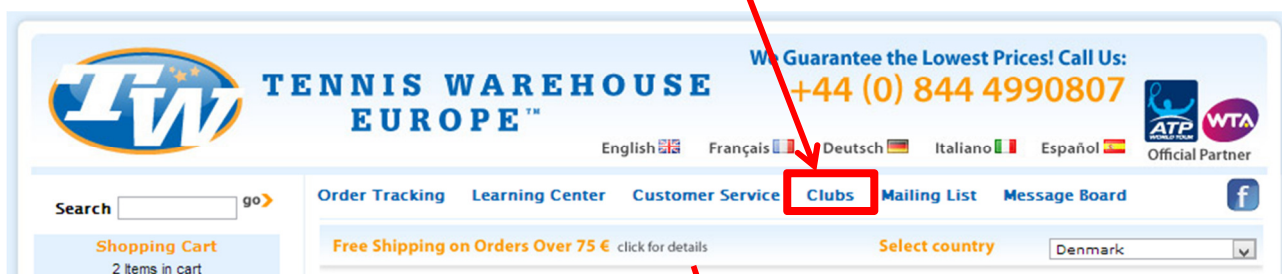 We Guarantee the Lowest Prices! Call Us:
TW
TENNIS WAREHOUSE
EUROPE™
+44 (0) 844 4990807
ATP
WORLD TOUR
WTA
Official Partner
English Français Deutsch Italiano Español
Search go
Order Tracking Learning Center Customer Service Clubs Mailing List Message Board f
Shopping Cart
2 Items in cart
Free Shipping on Orders Over 75 € click for details Select country Denmark